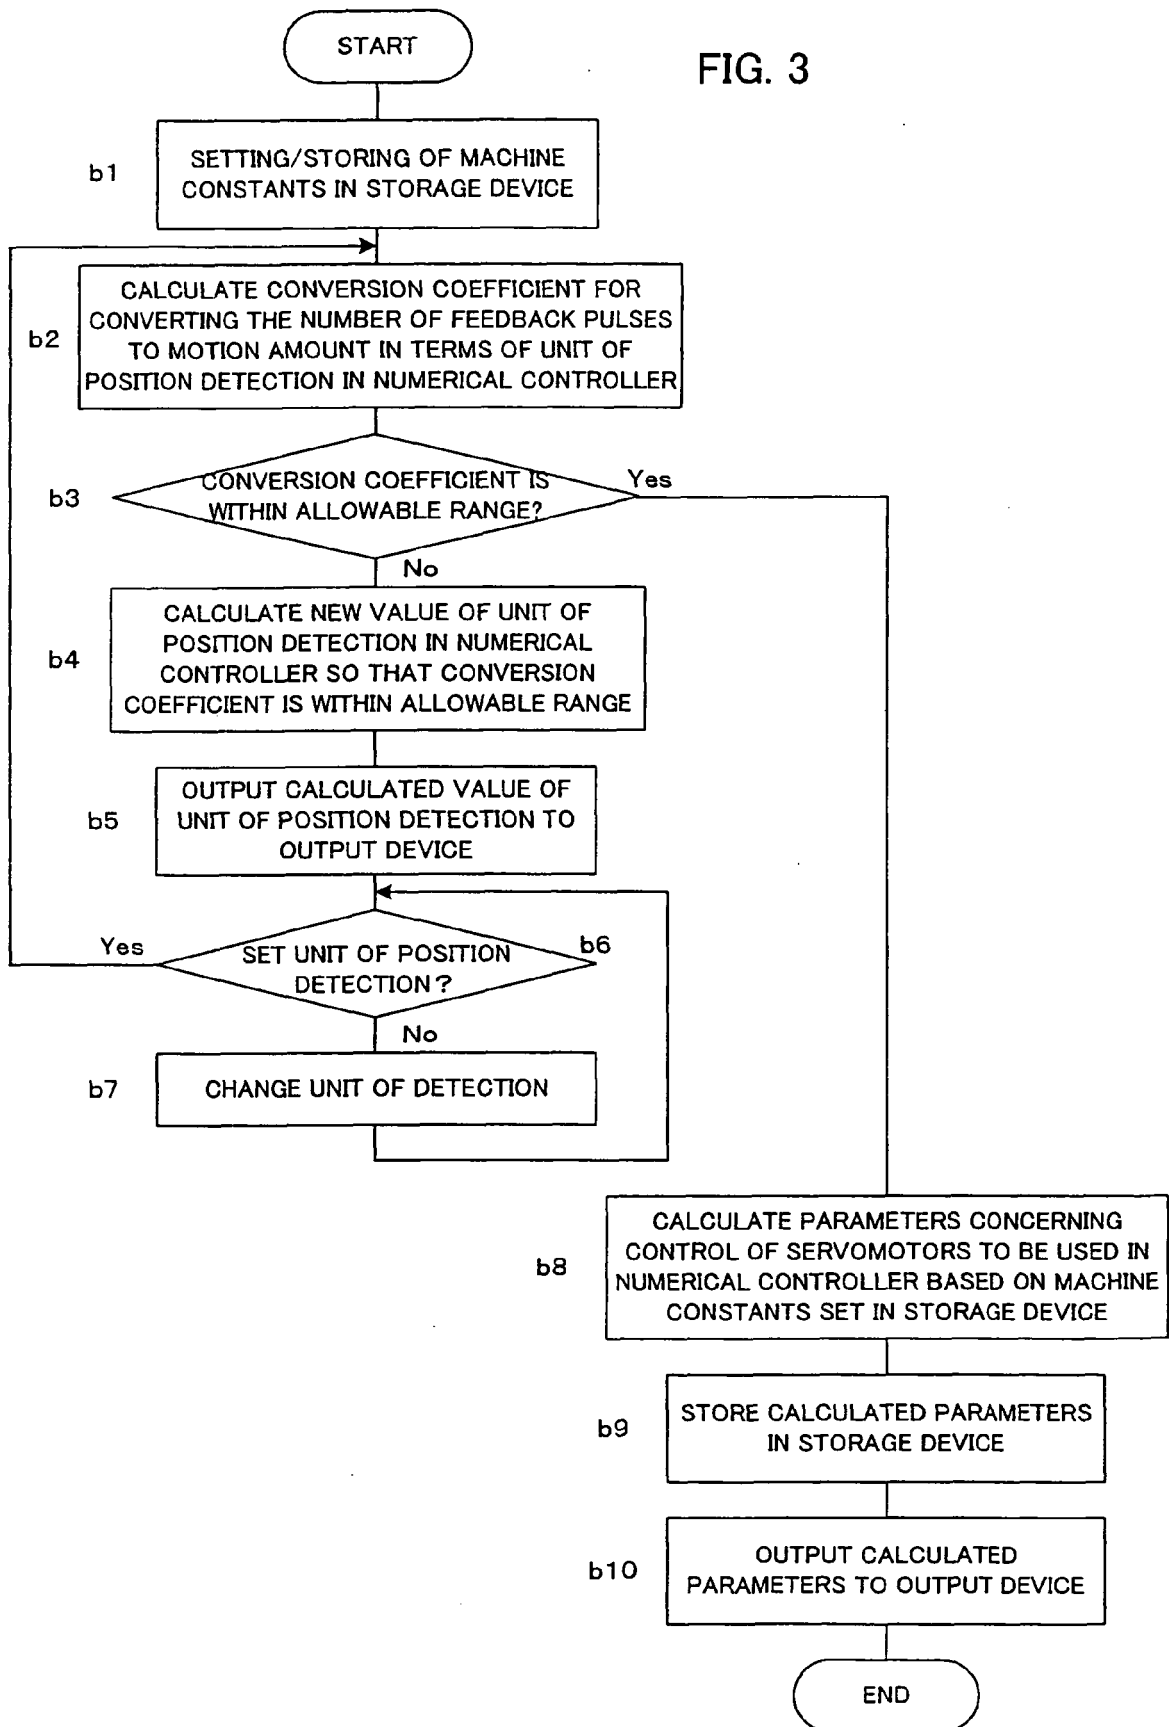 START
FIG. 3
b1
SETTING/STORING OF MACHINE
CONSTANTS IN STORAGE DEVICE
b2
CALCULATE CONVERSION COEFFICIENT FOR
CONVERTING THE NUMBER OF FEEDBACK PULSES
TO MOTION AMOUNT IN TERMS OF UNIT OF
POSITION DETECTION IN NUMERICAL CONTROLLER
b3
CONVERSION COEFFICIENT IS
WITHIN ALLOWABLE RANGE?
Yes
No
b4
CALCULATE NEW VALUE OF UNIT OF
POSITION DETECTION IN NUMERICAL
CONTROLLER SO THAT CONVERSION
COEFFICIENT IS WITHIN ALLOWABLE RANGE
b5
OUTPUT CALCULATED VALUE OF
UNIT OF POSITION DETECTION TO
OUTPUT DEVICE
Yes
b6
SET UNIT OF POSITION
DETECTION?
No
b7
CHANGE UNIT OF DETECTION
b8
CALCULATE PARAMETERS CONCERNING
CONTROL OF SERVOMOTORS TO BE USED IN
NUMERICAL CONTROLLER BASED ON MACHINE
CONSTANTS SET IN STORAGE DEVICE
b9
STORE CALCULATED PARAMETERS
IN STORAGE DEVICE
b10
OUTPUT CALCULATED
PARAMETERS TO OUTPUT DEVICE
END